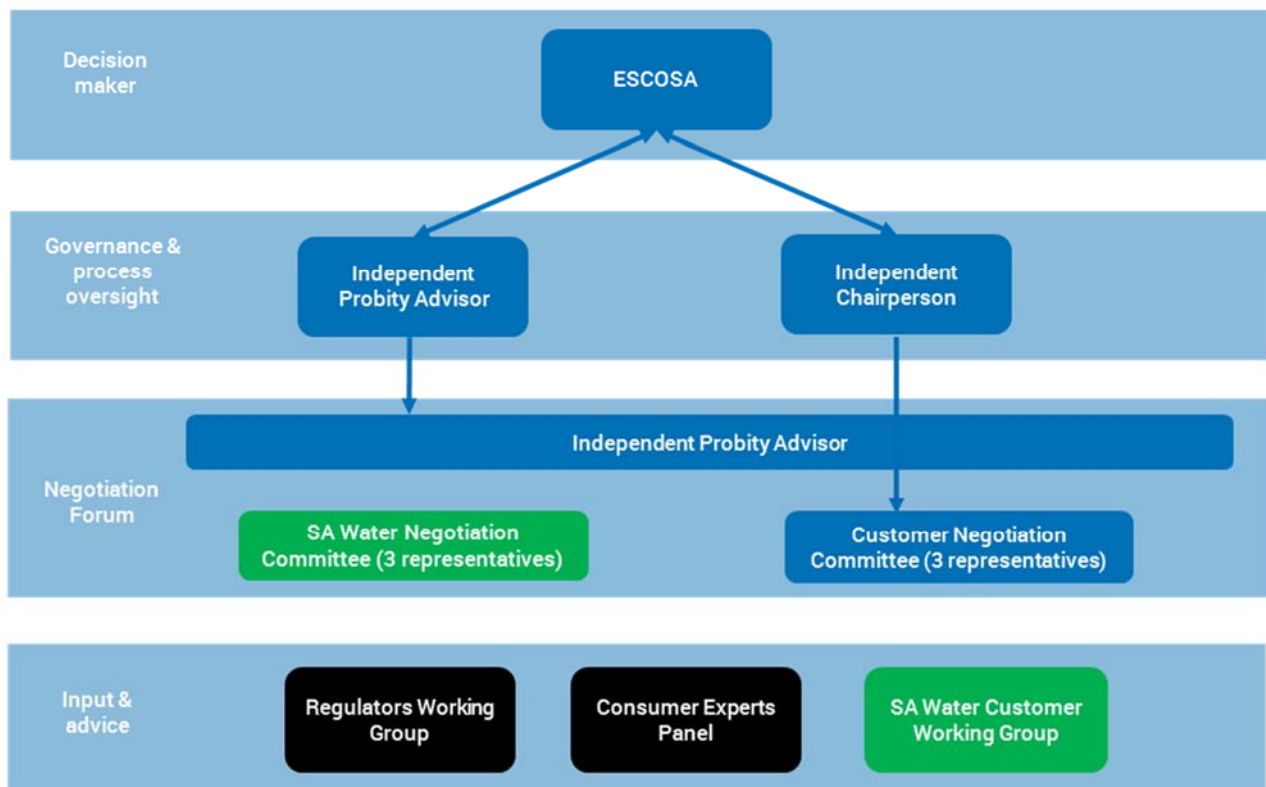 Decision
maker
ESCOSA
Governance &
process
oversight
Independent
Probity Advisor
Independent
Chairperson
Negotiation
Forum
Independent Probity Advisor
SA Water Negotiation
Committee (3 representatives)
Customer Negotiation
Committee (3 representatives)
Input &
advice
Regulators Working
Group
Consumer Experts
Panel
SA Water Customer
Working Group